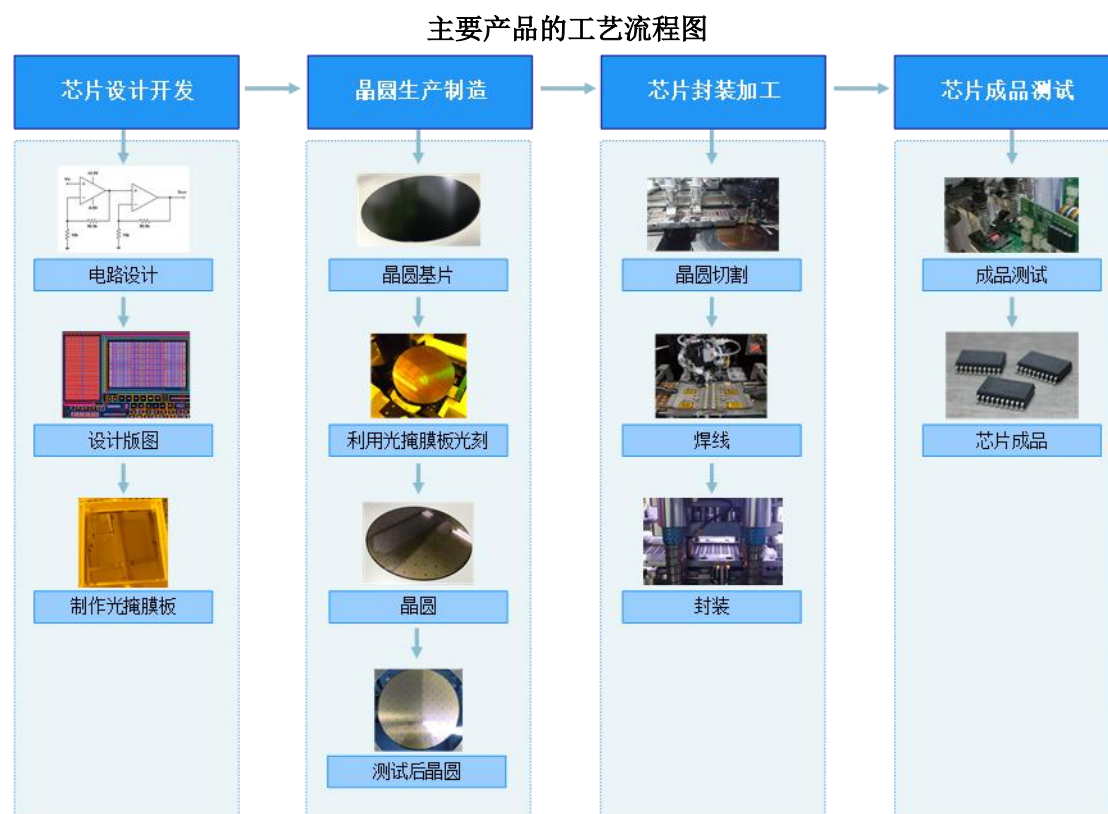 主要产品的工艺流程图
芯片设计开发
晶圆生产制造
芯片封装加工
芯片成品测试
电路设计
设计版图
制作光掩膜板
晶圆基片
利用光掩膜板光刻
晶圆
测试后晶圆
晶圆切割
焊线
封装
成品测试
芯片成品